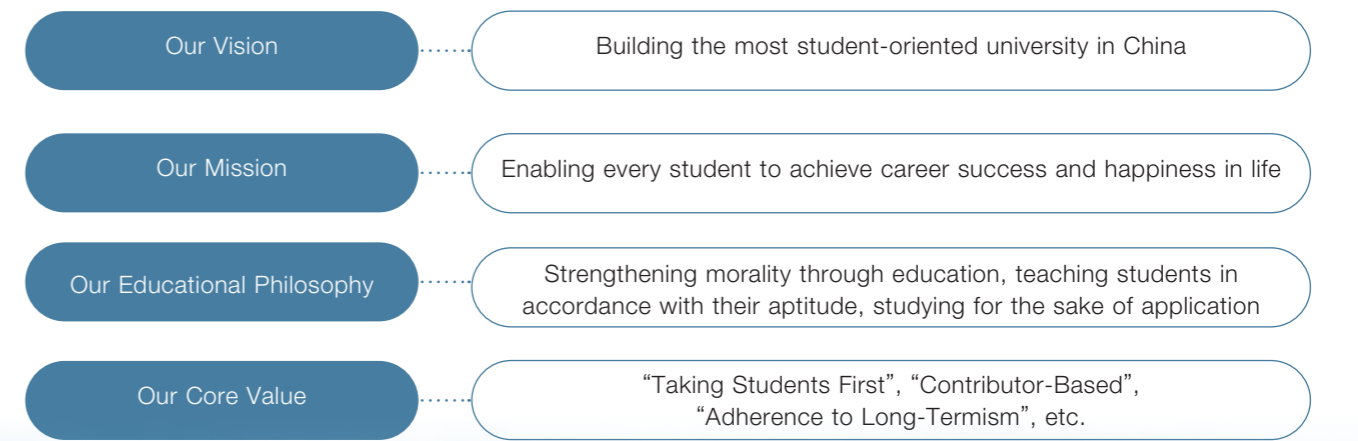 Our Vision
Building the most student-oriented university in China
Our Mission
Enabling every student to achieve career success and happiness in life
Our Educational Philosophy
Strengthening morality through education, teaching students in
accordance with their aptitude, studying for the sake of application
Our Core Value
“Taking Students First”, “Contributor-Based”,
“Adherence to Long-Termism”, etc.